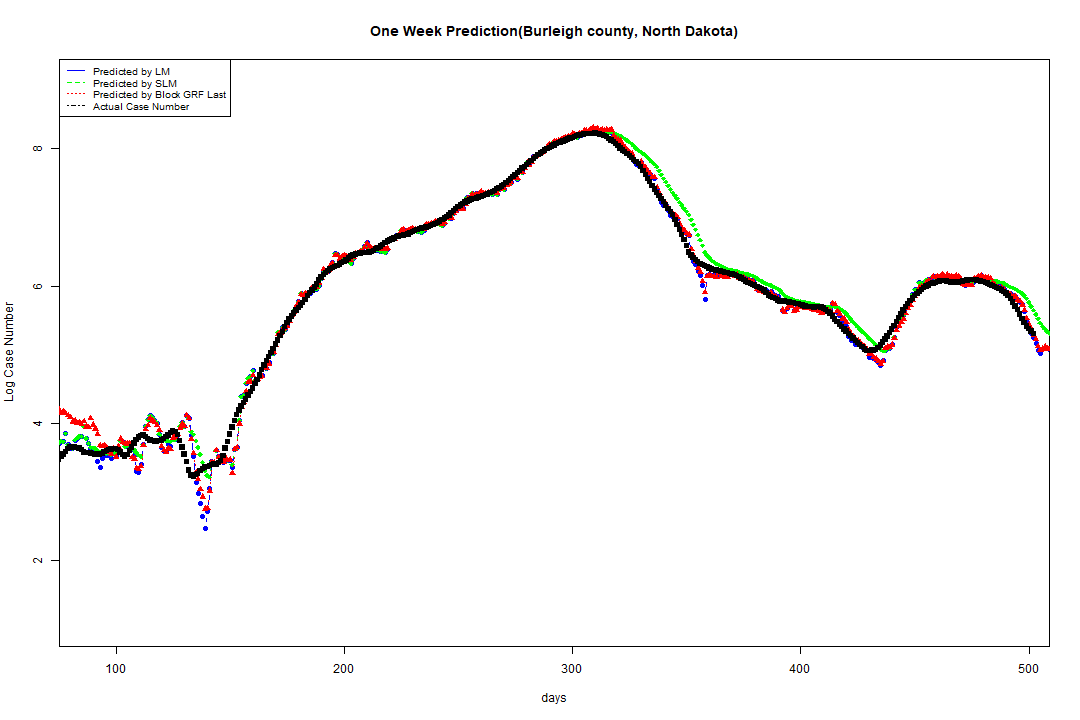 One Week Prediction(Burleigh county, North Dakota)
Predicted by LM
Predicted by SLM
Predicted by Block GRF Last
Actual Case Number
8
6
4
2
Log Case Number
100 200 300 400 500
days